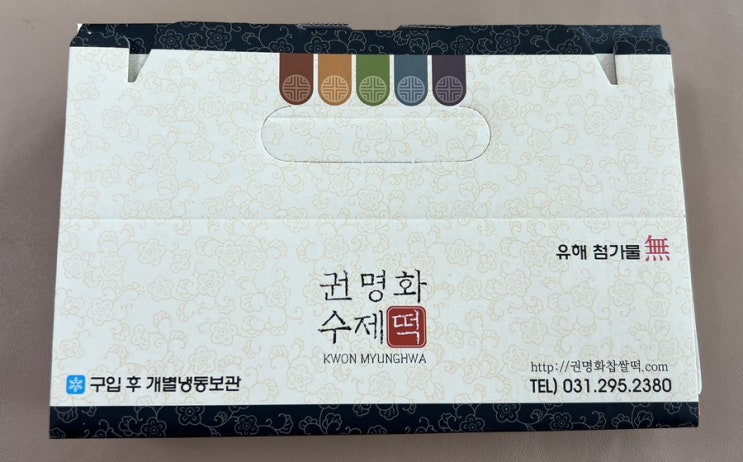 유해 첨가물 無
권명화
수제떡
KWON MYUNGHWA
http://권명화찹쌀떡.com
구입 후 개별냉동보관
TEL) 031.295.2380